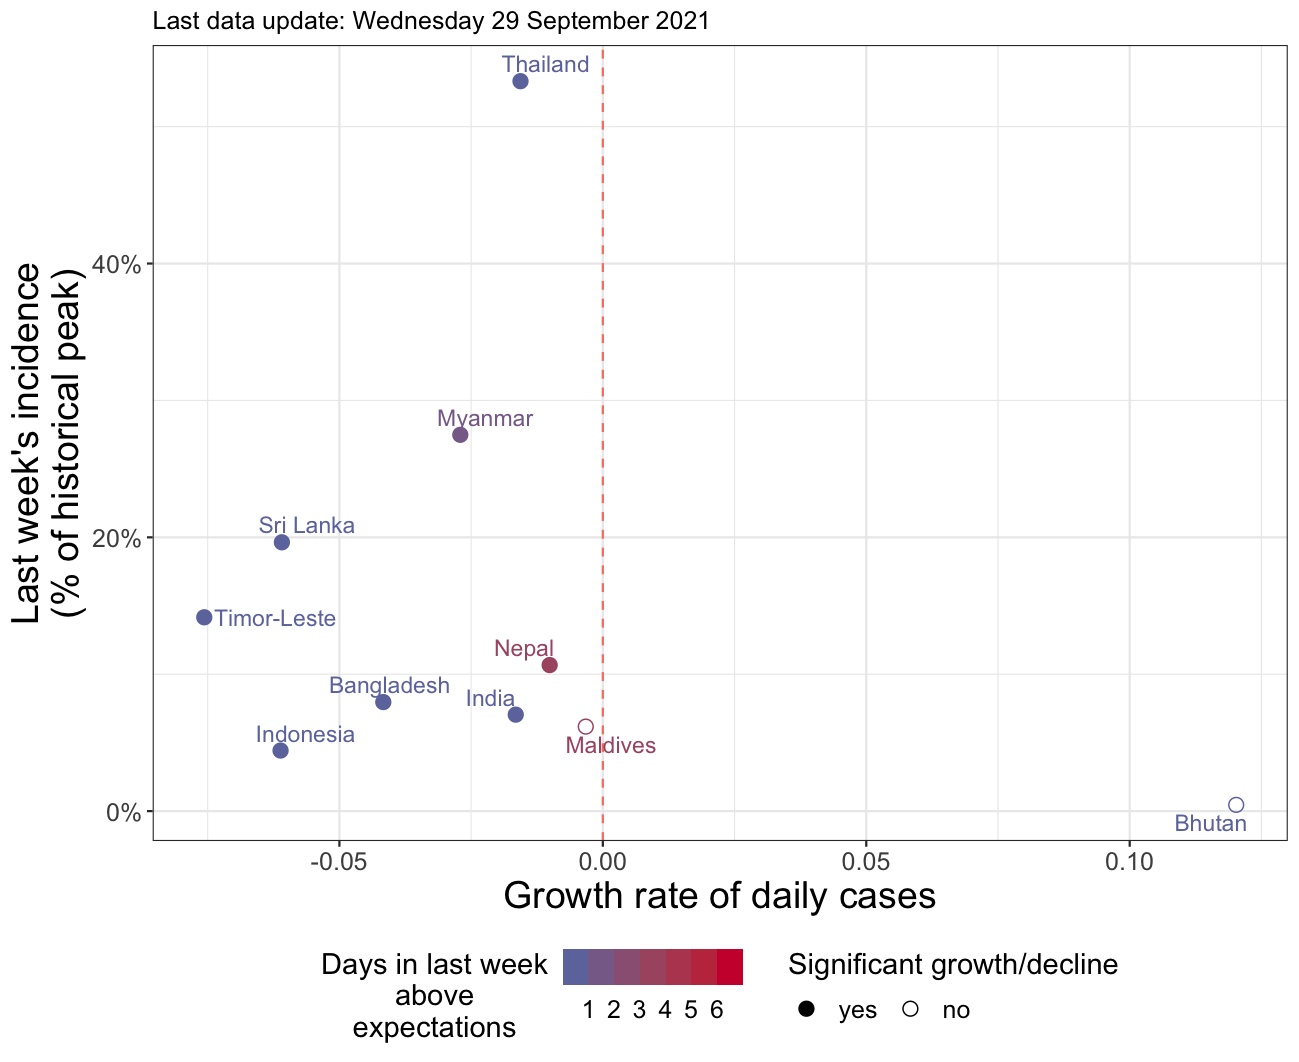 Last data update: Wednesday 29 September 2021
Thailand
40%
Myanmar
Sri Lanka
20%
Timor-Leste
Nepal
Bangladesh
India
Indonesia
Maldives
0%
Bhutan
Last week's incidence
(% of historical peak)
-0.05 0.00 0.05 0.10
Growth rate of daily cases
Days in last week
above
expectations
1 2 3 4 5 6
Significant growth/decline
yes no